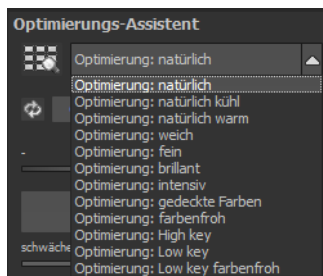 Optimierungs-Assistent
Optimierung: natürlich
Optimierung: natürlich
Optimierung: natürlich kühl
Optimierung: natürlich warm
Optimierung: weich
Optimierung: fein
-
Optimierung: brillant
Optimierung: intensiv
Optimierung: gedeckte Farben
Optimierung: farbenfroh
Optimierung: High key
schwäche
Optimierung: Low key
Optimierung: Low key farbenfroh